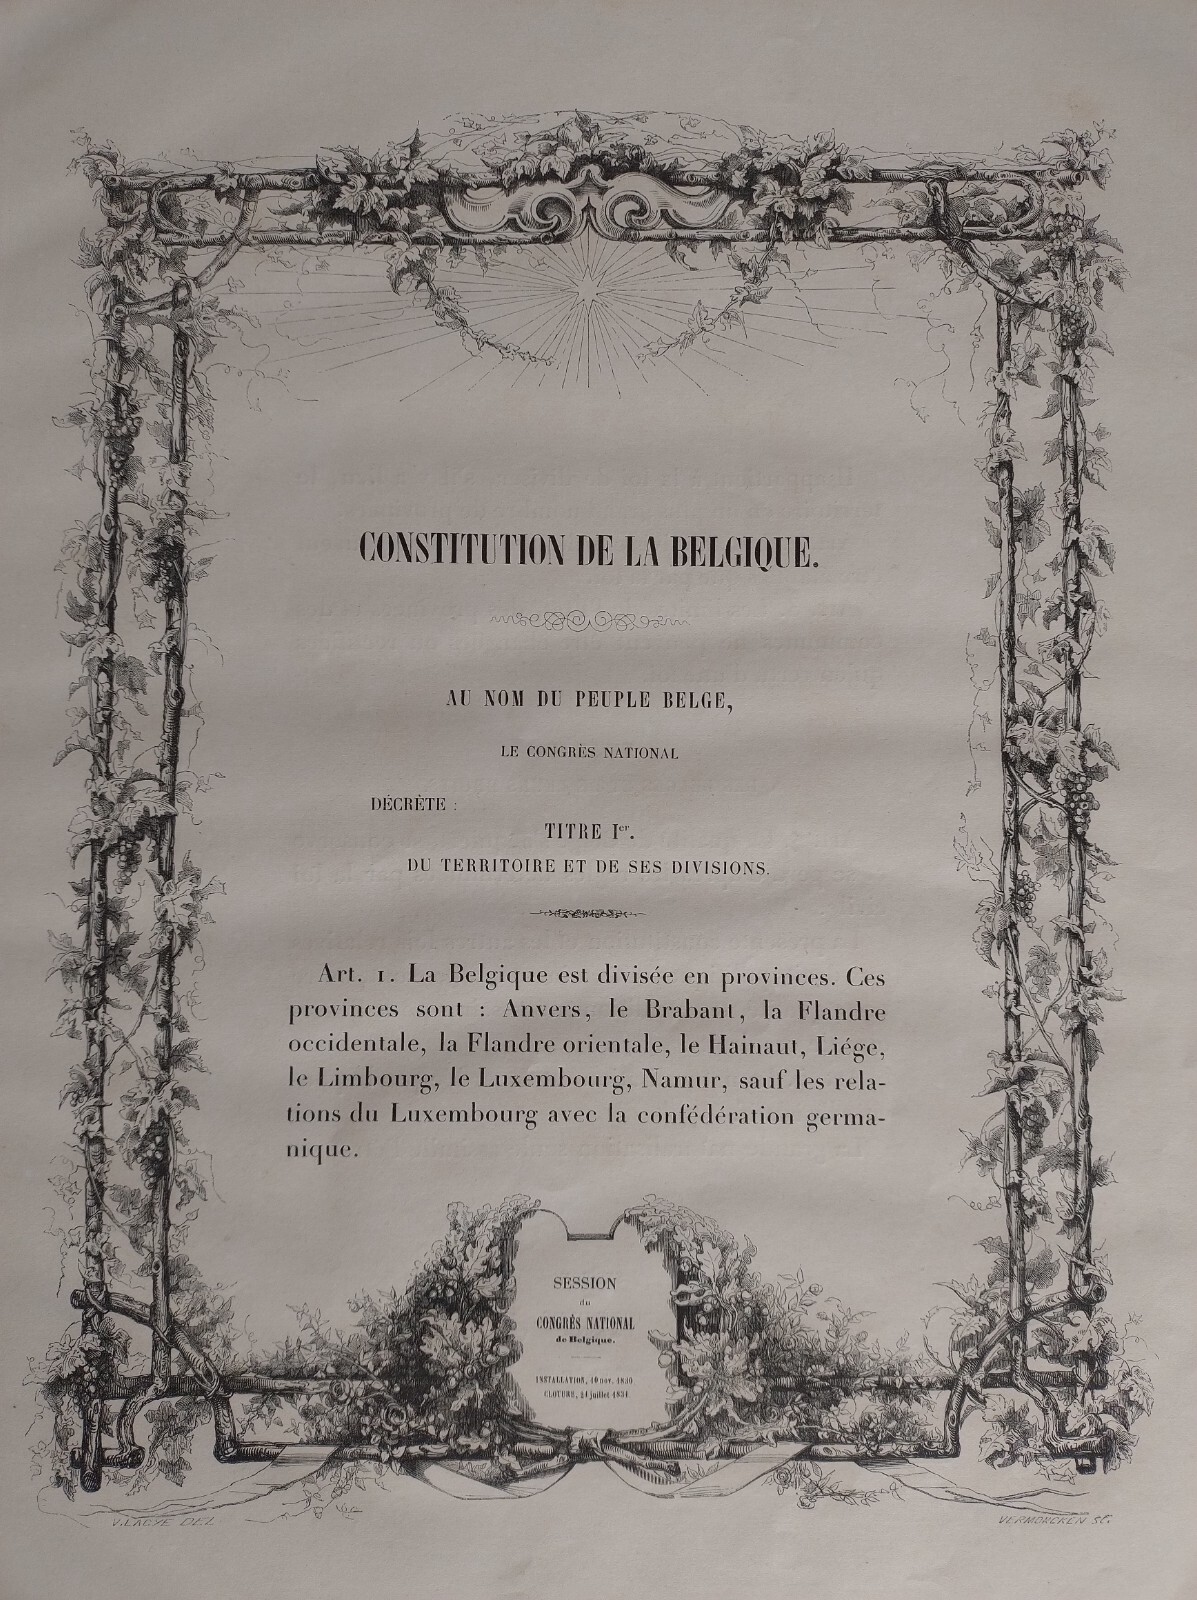 CONSTITUTION DE LA BELGIQUE.
AU NOM DU PEUPLE BELGE,
LE CONGRÈS NATIONAL
DÉCRÈTE :
TITRE Ier.
DU TERRITOIRE ET DE SES DIVISIONS.
Art. 1. La Belgique est divisée en provinces. Ces
provinces sont : Anvers, le Brabant, la Flandre
occidentale, la Flandre orientale, le Hainaut, Liége,
le Limbourg, le Luxembourg, Namur, sauf les rela-
tions du Luxembourg avec la confédération germa-
nique.
SESSION
du
CONGRÈS NATIONAL
de Belgique.
INSTALLATION, 10 nov. 1830
CLOTURE, 21 juillet 1831
V. LAGYE DEL
VERMORCKEN SC.